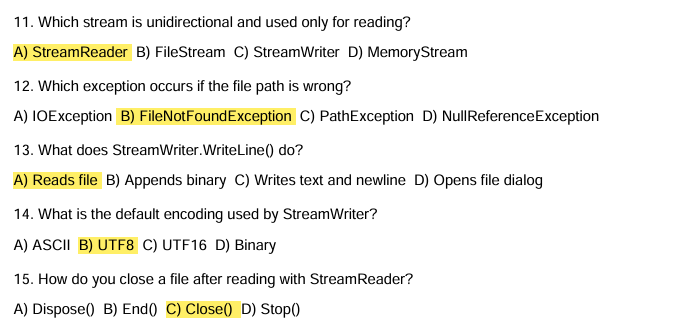 11. Which stream is unidirectional and used only for reading?
A) StreamReader B) FileStream C) StreamWriter D) MemoryStream
12. Which exception occurs if the file path is wrong?
A) IOException B) FileNotFoundException C) PathException D) NullReferenceException
13. What does StreamWriter.WriteLine() do?
A) Reads file B) Appends binary C) Writes text and newline D) Opens file dialog
14. What is the default encoding used by StreamWriter?
A) ASCII B) UTF8 C) UTF16 D) Binary
15. How do you close a file after reading with StreamReader?
A) Dispose() B) End() C) Close() D) Stop()